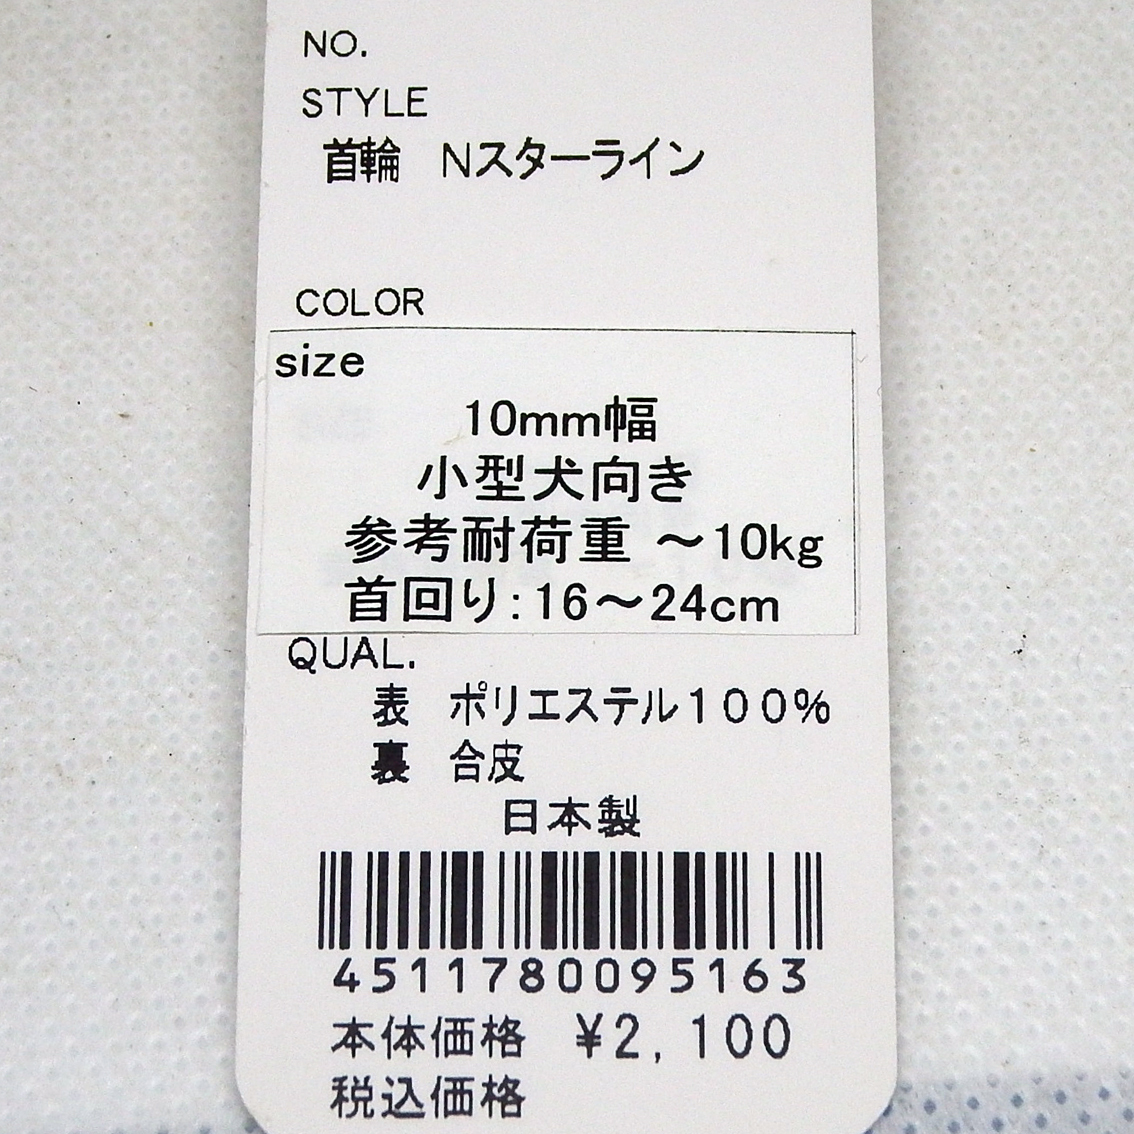 NO.
STYLE
首輪 Nスターライン
COLOR
size
10mm幅
小型犬向き
参考耐荷重 ～10kg
首回り:16～24cm
QUAL.
表 ポリエステル100%
裏 合皮
日本製
4511780095163
本体価格 ¥2,100
税込価格